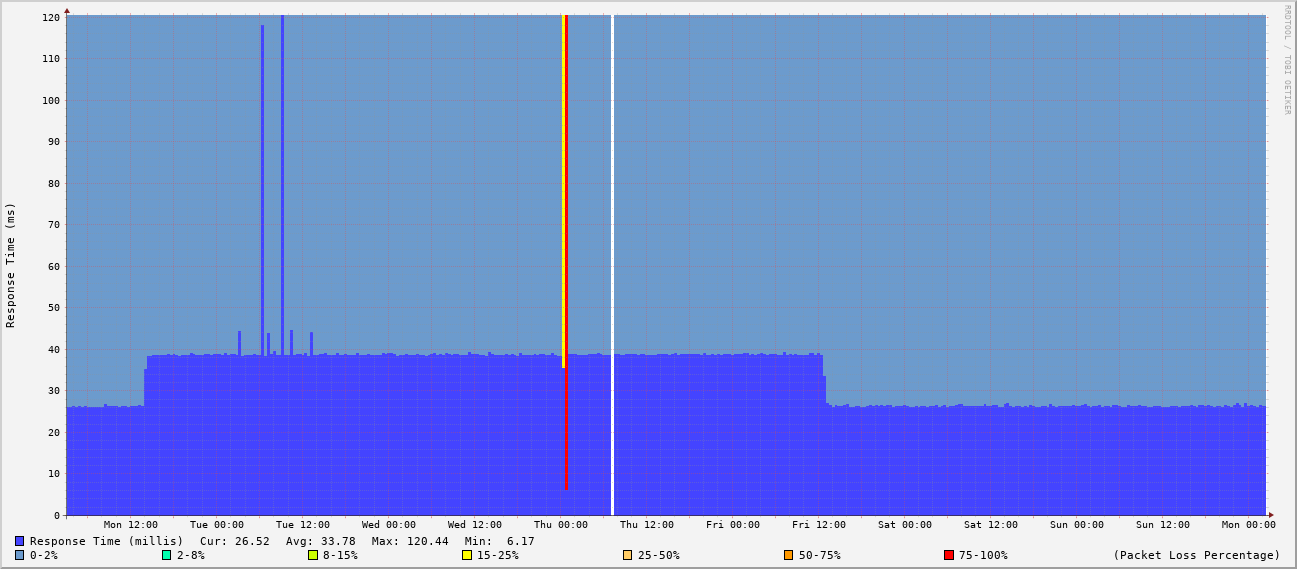 RRDTOOL / TOBI OETIKER
Response Time (ms)
120
110
100
90
80
70
60
50
40
30
20
10
0
Mon 12:00 Tue 00:00 Tue 12:00 Wed 00:00 Wed 12:00 Thu 00:00 Thu 12:00 Fri 00:00 Fri 12:00 Sat 00:00 Sat 12:00 Sun 00:00 Sun 12:00 Mon 00:00
Response Time (millis) Cur: 26.52 Avg: 33.78 Max: 120.44 Min: 6.17
0-2% 2-8% 8-15% 15-25% 25-50% 50-75% 75-100% (Packet Loss Percentage)